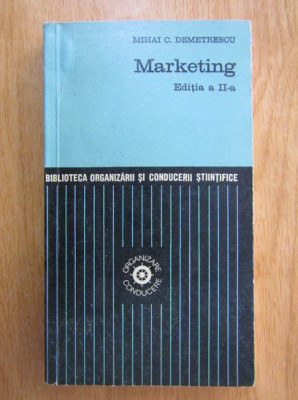 MIHAI C. DEMETRESCU
Marketing
Ediția a II-a
BIBLIOTECA ORGANIZĂRII ȘI CONDUCERII ȘTIINȚIFICE
ORGANIZARE
CONDUCERE